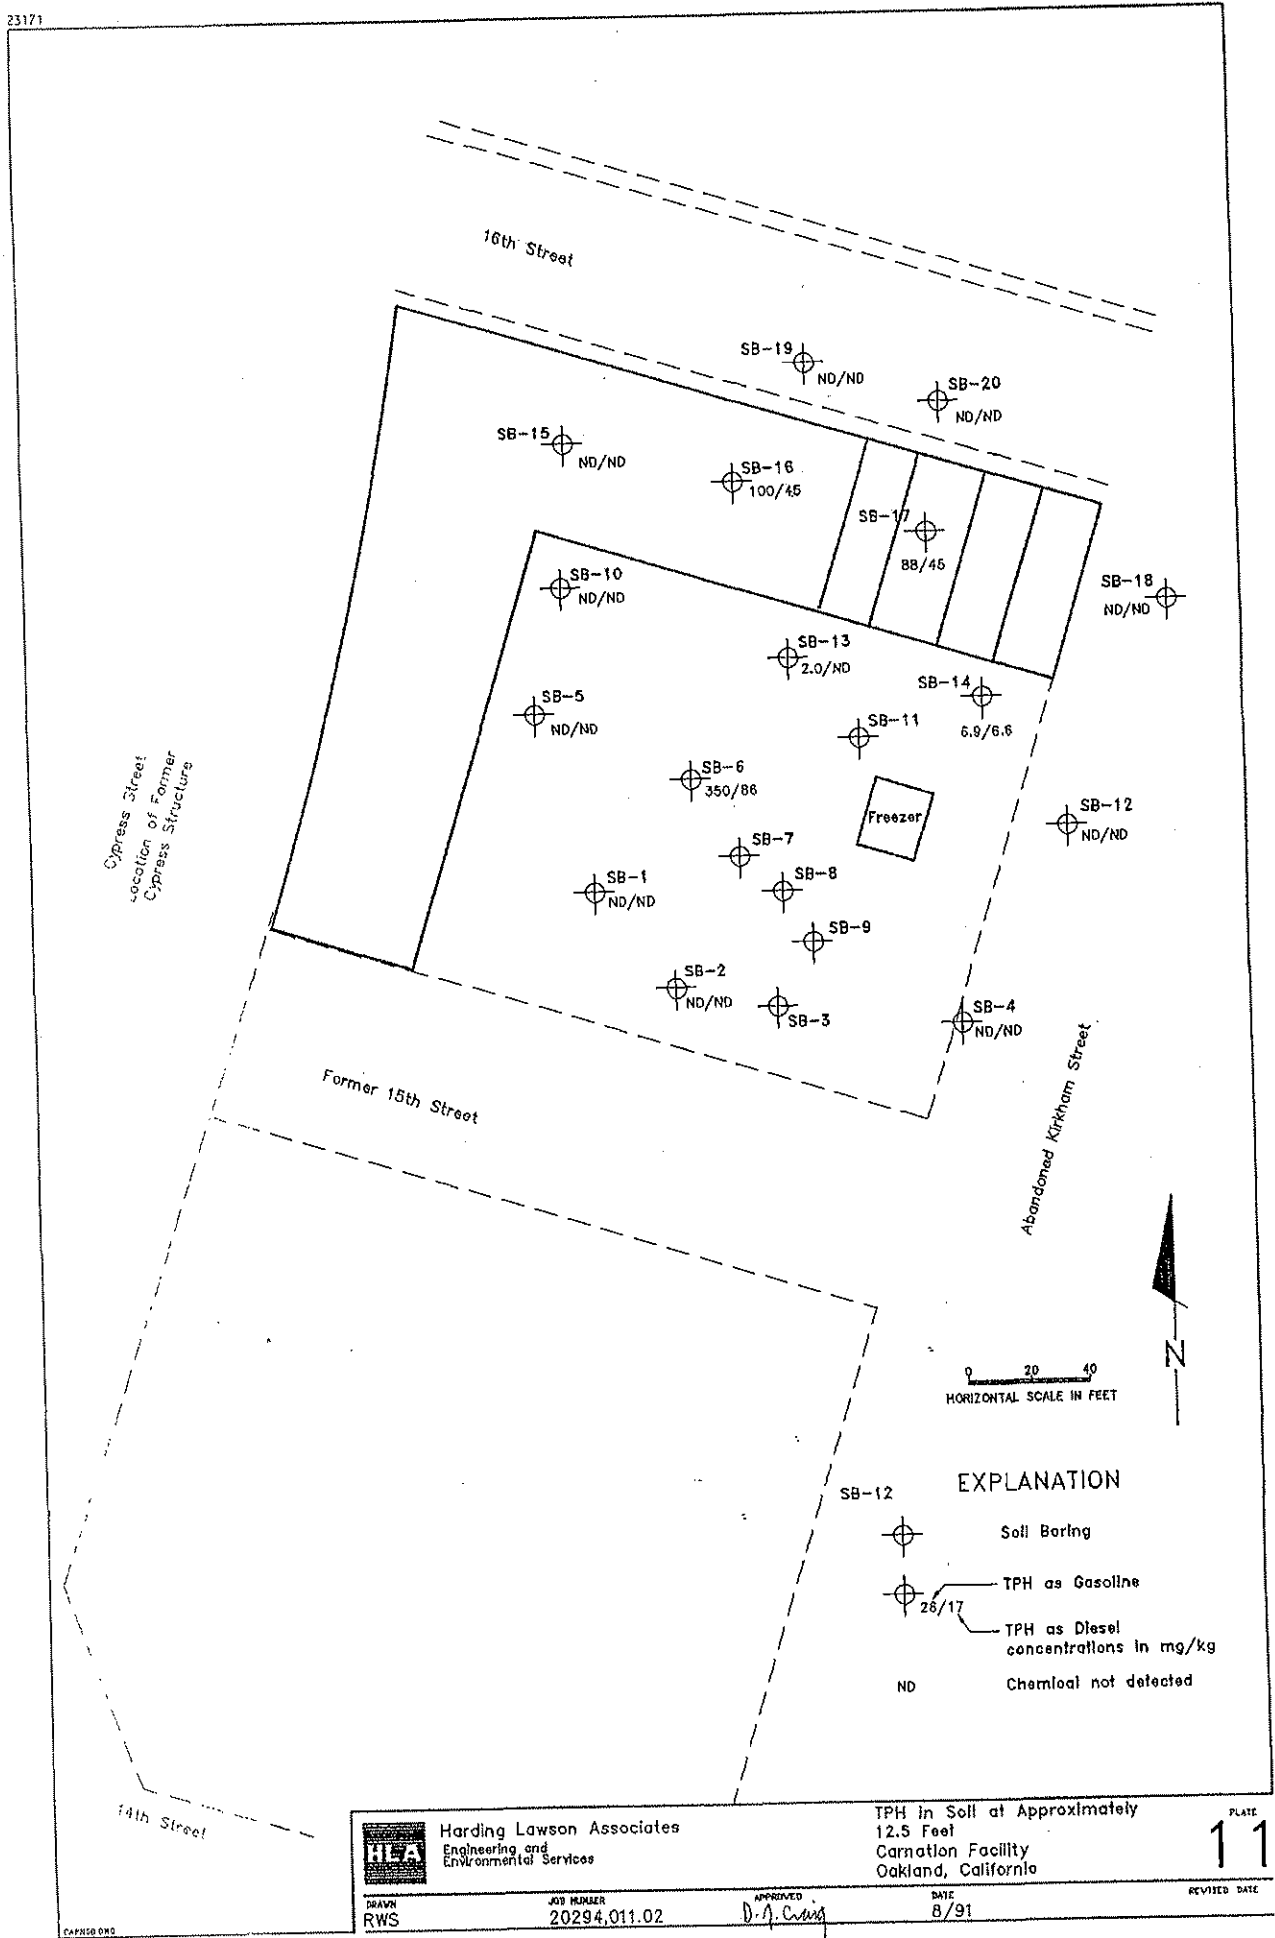 23171
16th Street
SB-19
ND/ND
SB-20
ND/ND
SB-15
ND/ND
SB-16
100/45
SB-17
88/45
SB-18
ND/ND
SB-10
ND/ND
SB-13
2.0/ND
SB-14
6.9/6.6
SB-5
ND/ND
SB-11
SB-6
350/86
Freezer
SB-12
ND/ND
Cypress Street
Location of Former
Cypress Structure
SB-7
SB-8
SB-1
ND/ND
SB-9
SB-2
ND/ND
SB-3
SB-4
ND/ND
Former 15th Street
Abandoned Kirkham Street
N
0 20 40
HORIZONTAL SCALE IN FEET
EXPLANATION
SB-12
Soil Boring
TPH as Gasoline
28/17
TPH as Diesel
concentrations in mg/kg
ND Chemical not detected
14th Street
HLA
Harding Lawson Associates
Engineering and
Environmental Services
TPH in Soil at Approximately
12.5 Feet
Carnation Facility
Oakland, California
PLATE
11
DRAWN
RWS
JOB NUMBER
20294,011.02
APPROVED
D.A. Craig
DATE
8/91
REVISED DATE